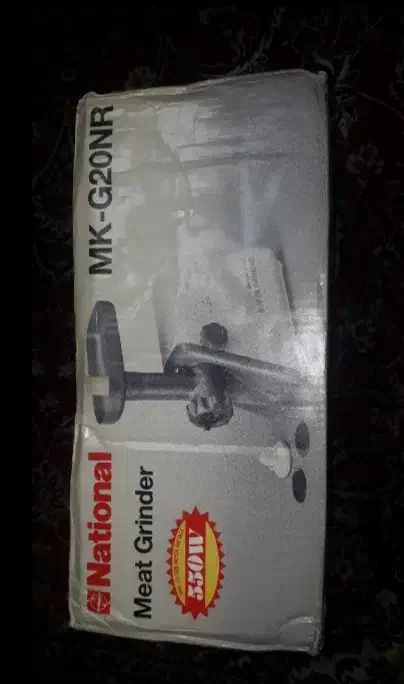 National
MK-G20NR
Meat Grinder
550W